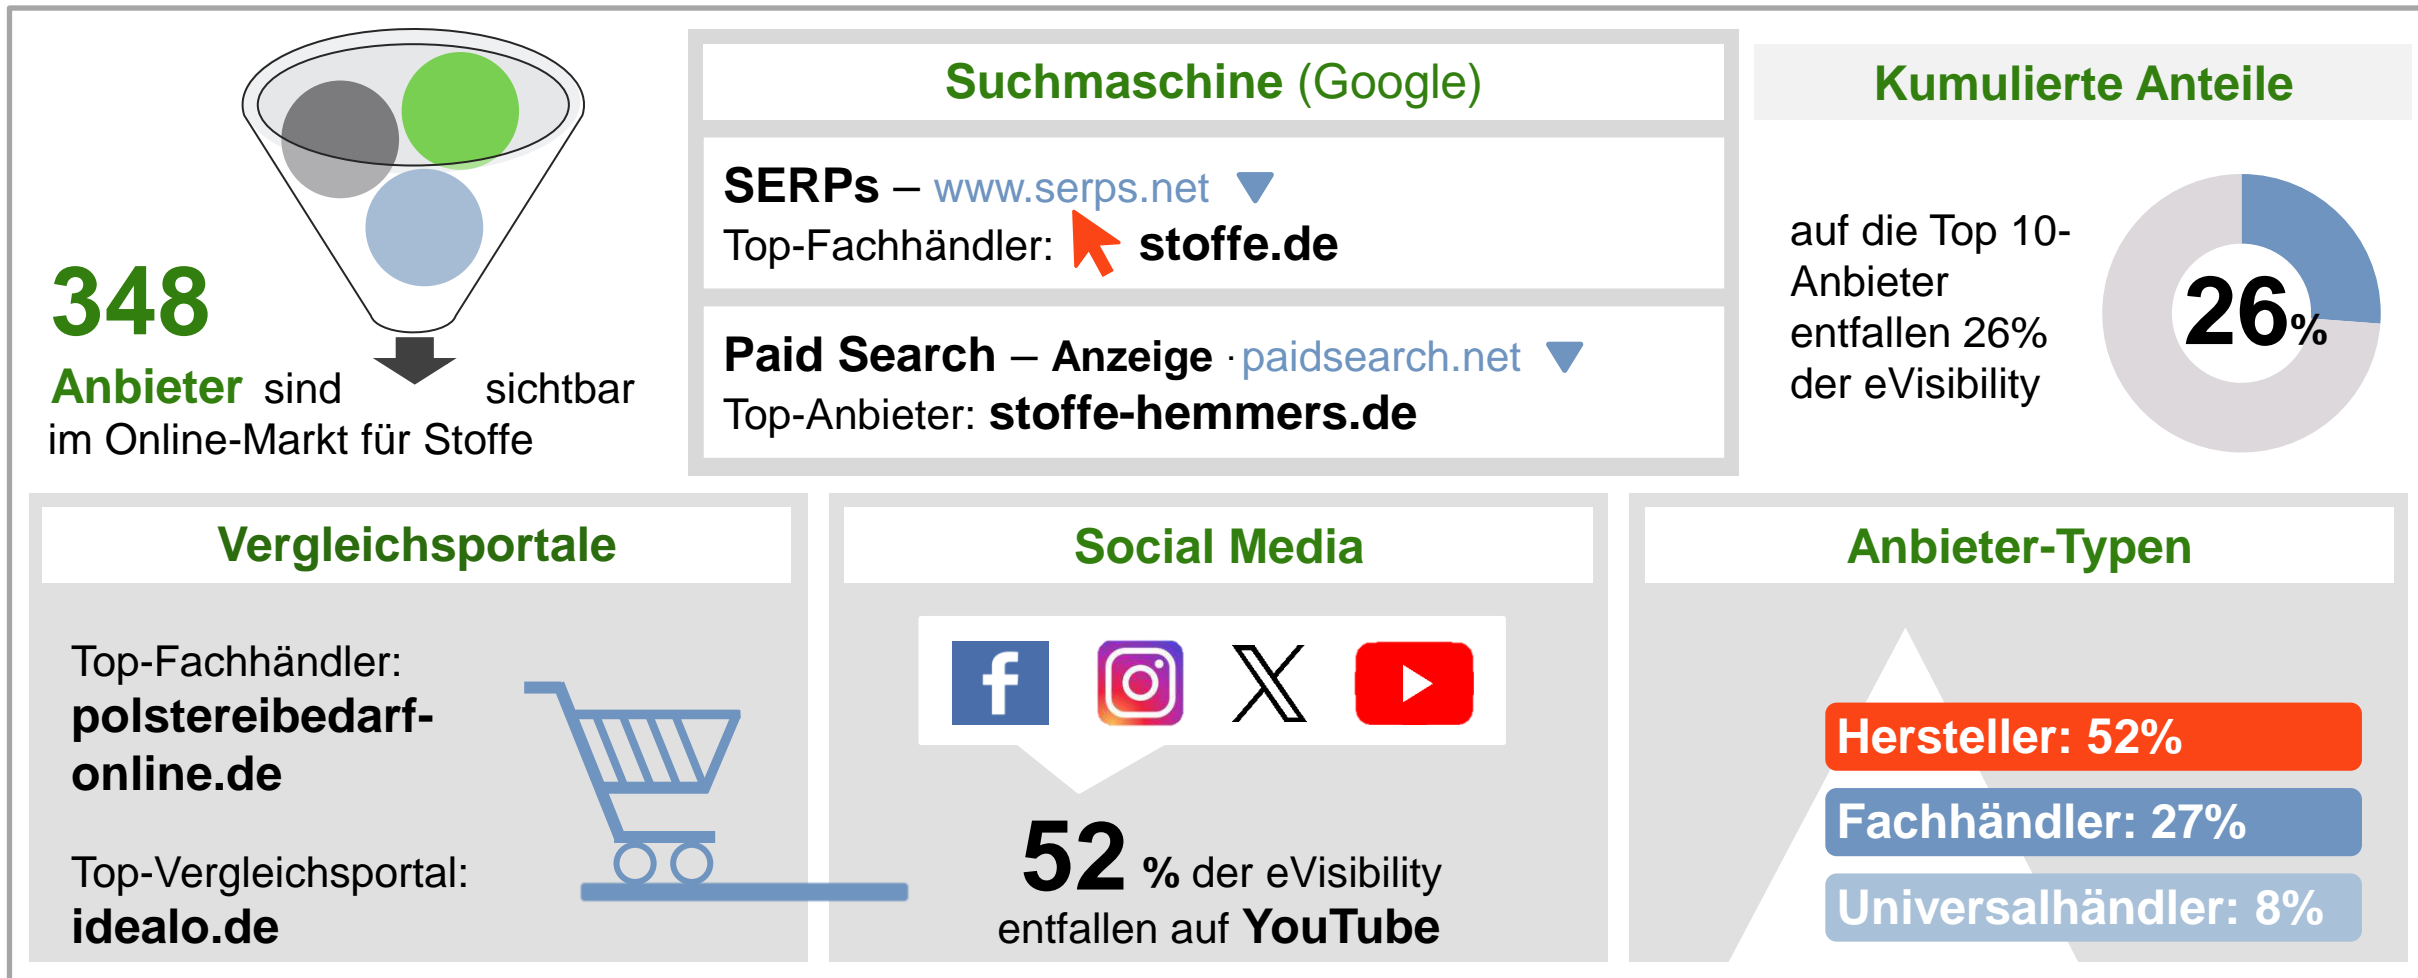 348
Anbieter sind sichtbar
im Online-Markt für Stoffe
Suchmaschine (Google)
SERPs – www.serps.net
Top-Fachhändler: stoffe.de
Paid Search – Anzeige · paidsearch.net
Top-Anbieter: stoffe-hemmers.de
Kumulierte Anteile
auf die Top 10-
Anbieter
entfallen 26%
der eVisibility
26%
Vergleichsportale
Top-Fachhändler:
polstereibedarf-
online.de
Top-Vergleichsportal:
idealo.de
Social Media
52 % der eVisibility
entfallen auf YouTube
Anbieter-Typen
Hersteller: 52%
Fachhändler: 27%
Universalhändler: 8%